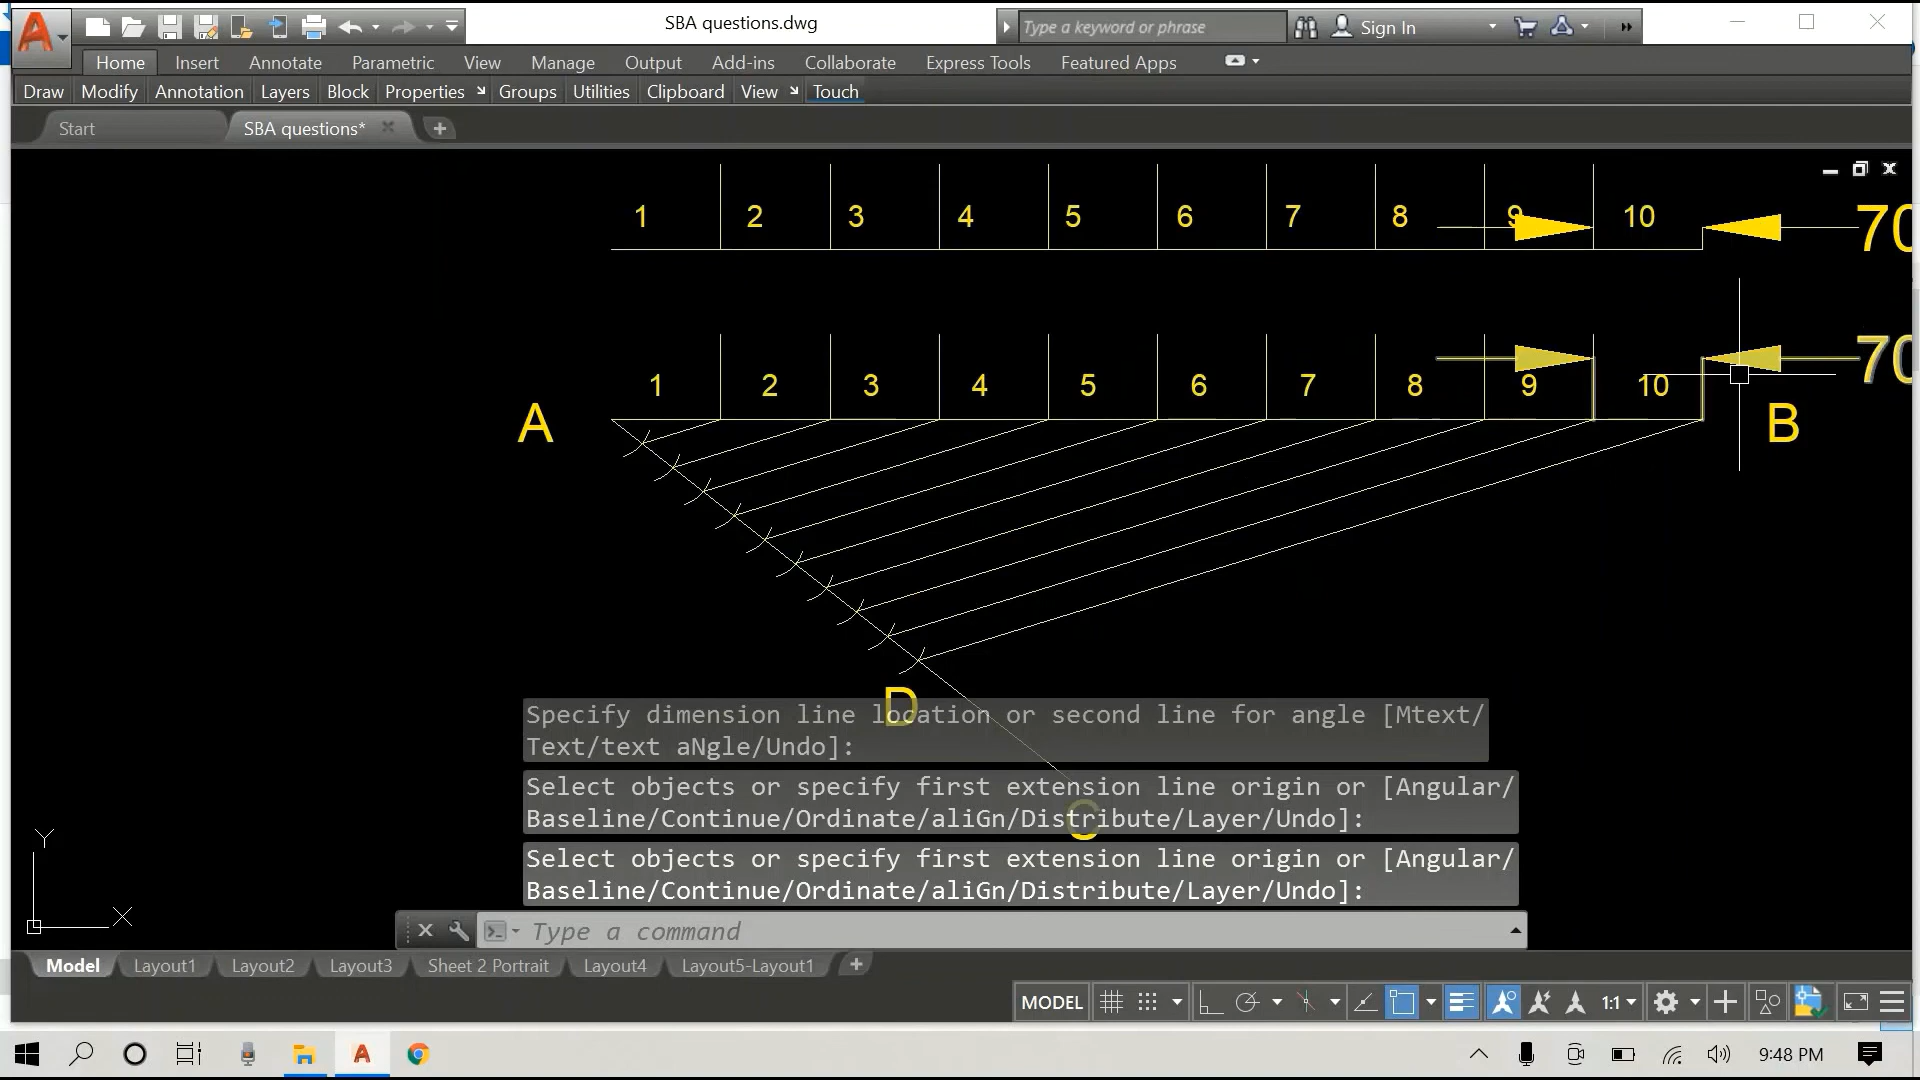 SBA questions.dwg
Type a keyword or phrase
Sign In
Home Insert Annotate Parametric View Manage Output Add-ins Collaborate Express Tools Featured Apps
Draw Modify Annotation Layers Block Properties Groups Utilities Clipboard View Touch
Start SBA questions*
1 2 3 4 5 6 7 8 9 10 70
1 2 3 4 5 6 7 8 9 10 70
A B
D
Specify dimension line location or second line for angle [Mtext/
Text/text aNgle/Undo]:
Select objects or specify first extension line origin or [Angular/
Baseline/Continue/Ordinate/aliGn/Distribute/Layer/Undo]:
C
Select objects or specify first extension line origin or [Angular/
Baseline/Continue/Ordinate/aliGn/Distribute/Layer/Undo]:
Y
X
Type a command
Model Layout1 Layout2 Layout3 Sheet 2 Portrait Layout4 Layout5-Layout1
MODEL 1:1
9:48 PM